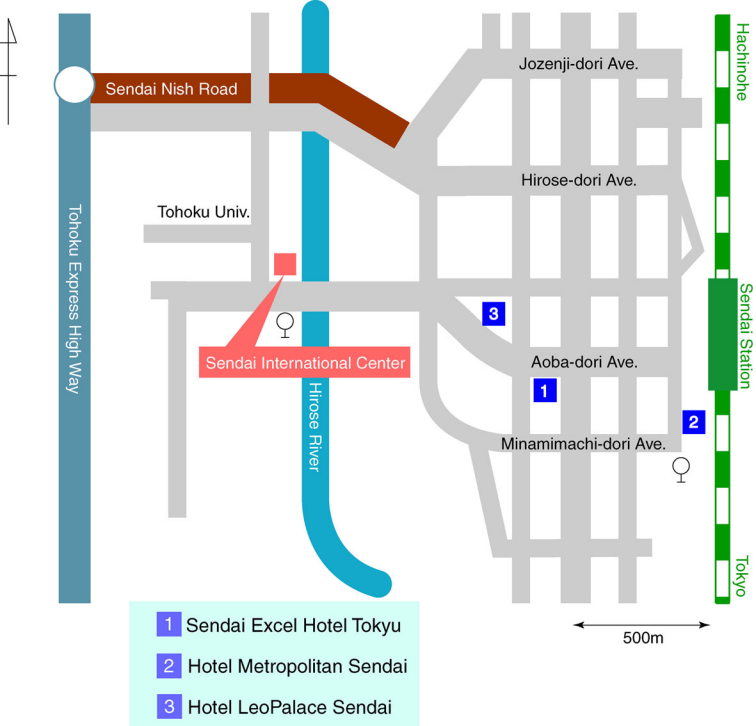 Hachinohe
Jozenji-dori Ave.
Sendai Nish Road
Hirose-dori Ave.
Tohoku Univ.
Tohoku Express High Way
Sendai Station
3
Sendai International Center
Aoba-dori Ave.
1
Hirose River
2
Minamimachi-dori Ave.
Tokyo
500m
1 Sendai Excel Hotel Tokyu
2 Hotel Metropolitan Sendai
3 Hotel LeoPalace Sendai